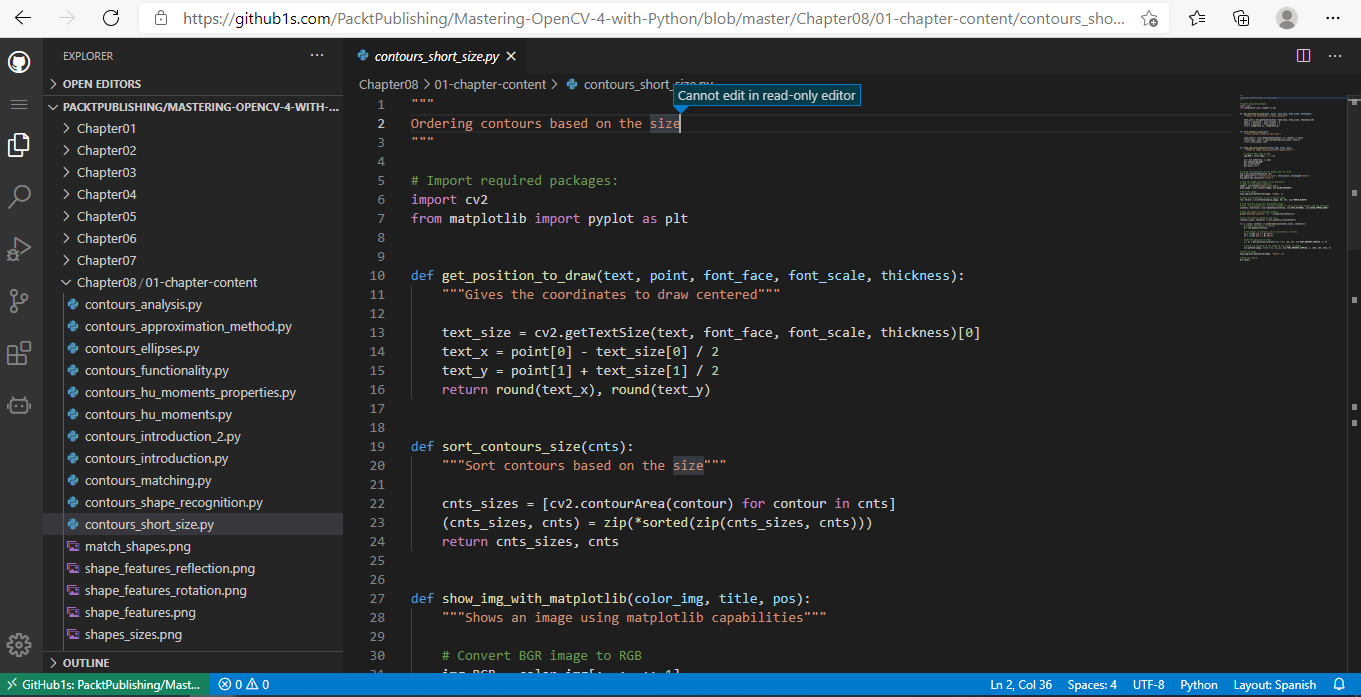 https://github1s.com/PacktPublishing/Mastering-OpenCV-4-with-Python/blob/master/Chapter08/01-chapter-content/contours_sho...
EXPLORER
OPEN EDITORS
PACKTPUBLISHING/MASTERING-OPENCV-4-WITH-...
Chapter01
Chapter02
Chapter03
Chapter04
Chapter05
Chapter06
Chapter07
Chapter08/01-chapter-content
contours_analysis.py
contours_approximation_method.py
contours_ellipses.py
contours_functionality.py
contours_hu_moments_properties.py
contours_hu_moments.py
contours_introduction_2.py
contours_introduction.py
contours_matching.py
contours_shape_recognition.py
contours_short_size.py
match_shapes.png
shape_features_reflection.png
shape_features_rotation.png
shape_features.png
shapes_sizes.png
OUTLINE
contours_short_size.py
Chapter08 > 01-chapter-content > contours_short_size.py
Cannot edit in read-only editor
1 """
2 Ordering contours based on the size
3 """
4
5 # Import required packages:
6 import cv2
7 from matplotlib import pyplot as plt
8
9
10 def get_position_to_draw(text, point, font_face, font_scale, thickness):
11     """Gives the coordinates to draw centered"""
12
13     text_size = cv2.getTextSize(text, font_face, font_scale, thickness)[0]
14     text_x = point[0] - text_size[0] / 2
15     text_y = point[1] + text_size[1] / 2
16     return round(text_x), round(text_y)
17
18
19 def sort_contours_size(cnts):
20     """Sort contours based on the size"""
21
22     cnts_sizes = [cv2.contourArea(contour) for contour in cnts]
23     (cnts_sizes, cnts) = zip(*sorted(zip(cnts_sizes, cnts)))
24     return cnts_sizes, cnts
25
26
27 def show_img_with_matplotlib(color_img, title, pos):
28     """Shows an image using matplotlib capabilities"""
29
30     # Convert BGR image to RGB
GitHub1s: PacktPublishing/Mast... 0 0 Ln 2, Col 36 Spaces: 4 UTF-8 Python Layout: Spanish